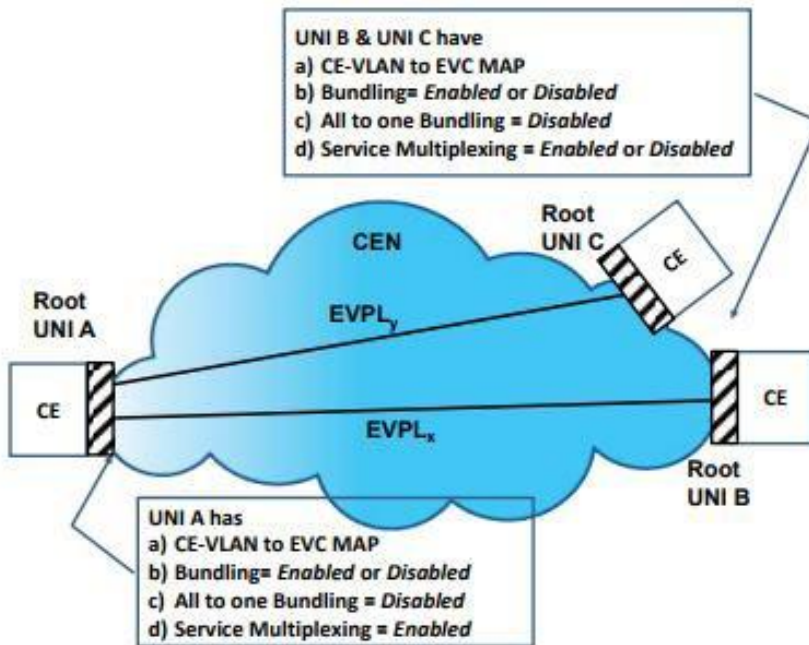 UNI B & UNI C have
a) CE-VLAN to EVC MAP
b) Bundling= Enabled or Disabled
c) All to one Bundling = Disabled
d) Service Multiplexing = Enabled or Disabled
Root
UNI C
CE
CEN
Root
UNI A
EVPLy
CE
CE
EVPLx
Root
UNI B
UNI A has
a) CE-VLAN to EVC MAP
b) Bundling= Enabled or Disabled
c) All to one Bundling = Disabled
d) Service Multiplexing = Enabled